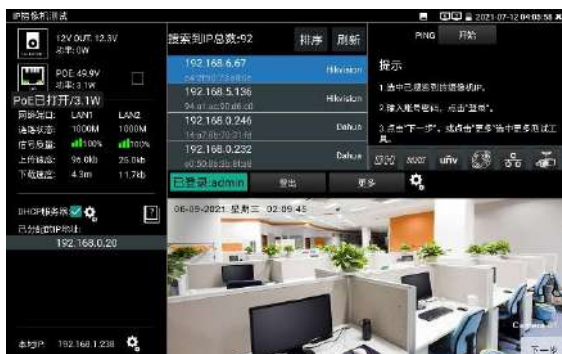 IP摄像机测试
2021-07-12 04:03:58
12V OUT: 12.3V
功率: 0W
POE: 49.9V
功率: 3.1W
PoE已打开/3.1W
网络端口: LAN1 LAN2
连接状态: 1000M 1000M
信号质量: 100% 100%
上传速度: 96.0kb 25.0kb
下载速度: 4.3m 11.7kb
DHCP服务: ?
已分配的IP地址:
192.168.0.20
本地IP: 192.168.1.238
搜索到IP总数:92 排序 刷新
192.168.6.67 Hikvision
192.168.5.136 Hikvision
192.168.0.246 Dahua
192.168.0.232 Dahua
已登录:admin 登出 更多
PING 开始
提示
1.选中已搜索到的摄像机IP。
2.输入账号密码，点击"登录"。
3.点击"下一步"，或点击"更多"选中更多测试工具。
unv
06-09-2021 星期三 02:09:45
Camera 01
下一步